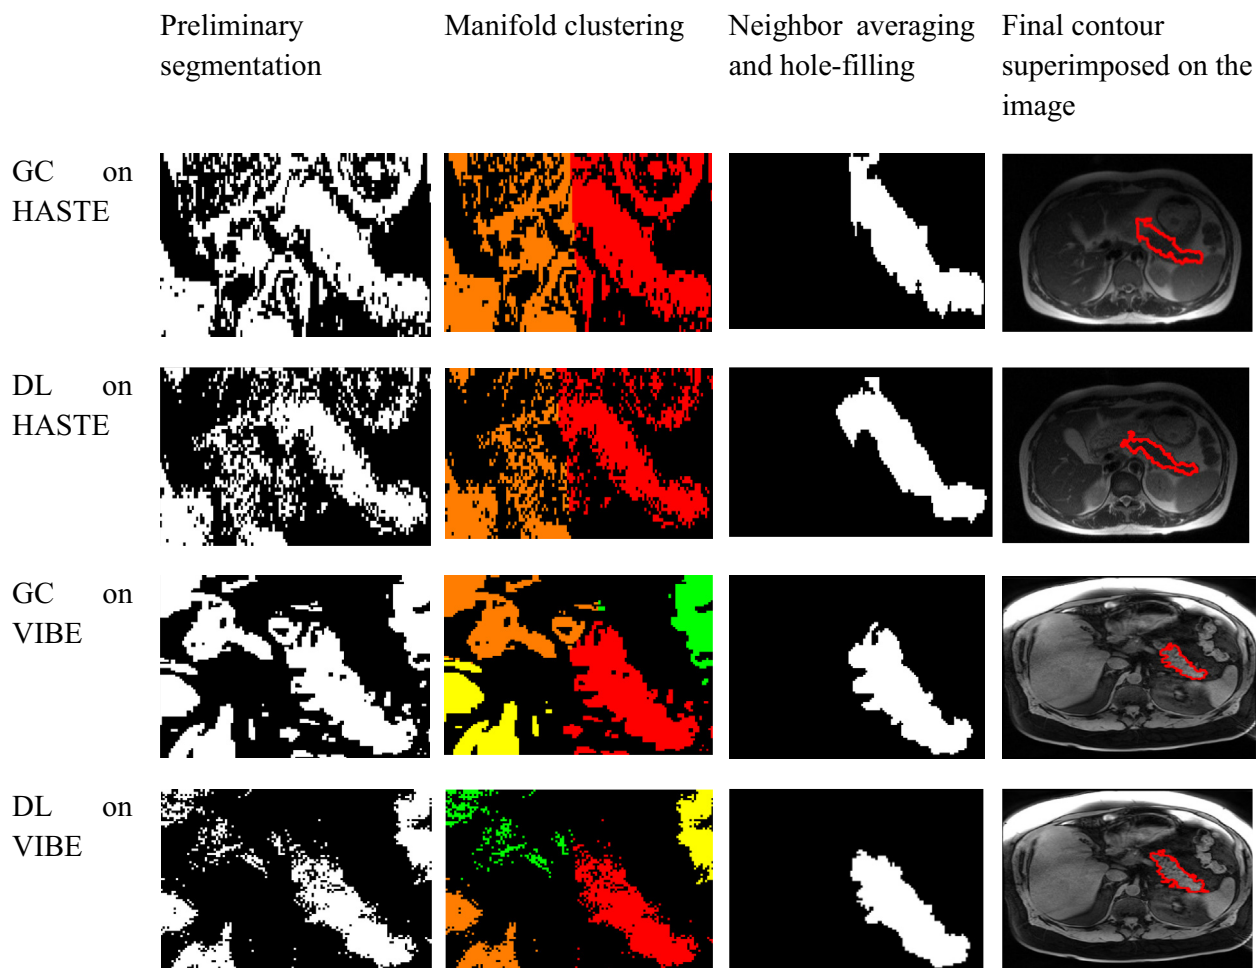 Preliminary
segmentation
Manifold clustering
Neighbor averaging
and hole-filling
Final contour
superimposed on the
image
GC on
HASTE
DL on
HASTE
GC on
VIBE
DL on
VIBE